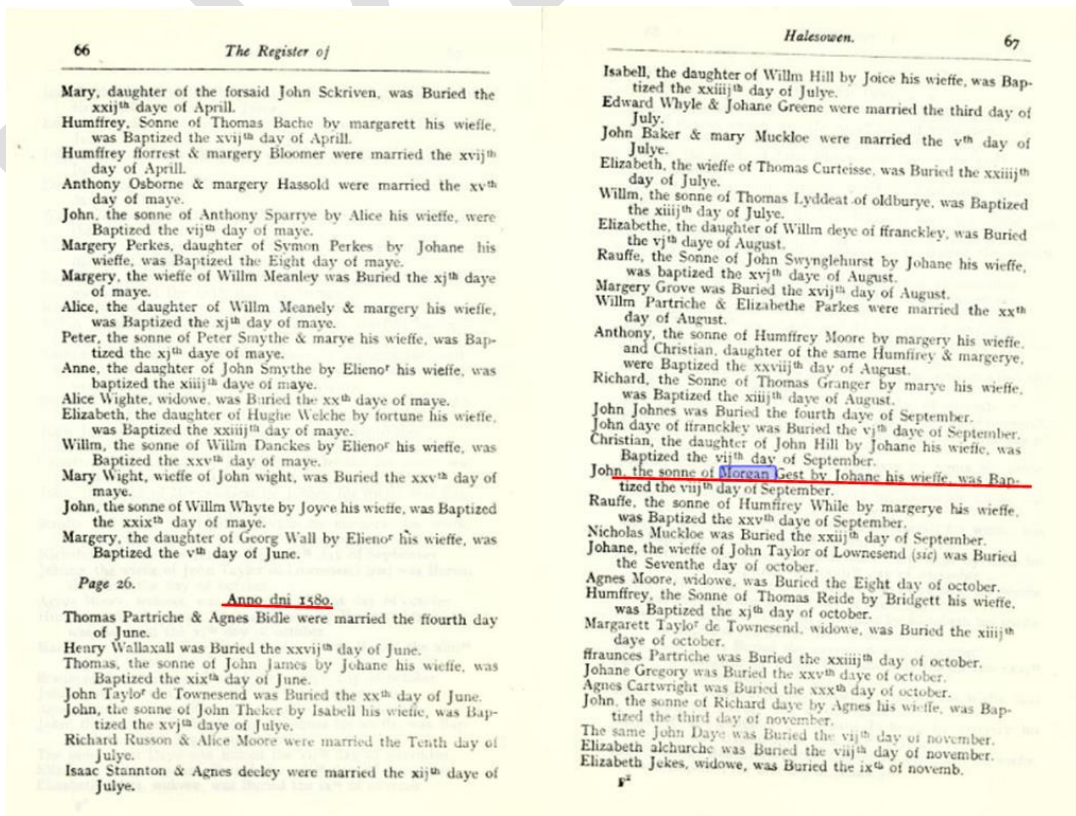 66
The Register of
Mary, daughter of the forsaid John Sckriven, was Buried the
xxijth daye of Aprill.
Humffrey, Sonne of Thomas Bache by margarett his wieffe,
was Baptized the xvijth day of Aprill.
Humffrey fforrest & margery Bloomer were married the xvijth
day of Aprill.
Anthony Osborne & margery Hassold were married the xvth
day of maye.
John, the sonne of Anthony Sparrye by Alice his wieffe, were
Baptized the vijth day of maye.
Margery Perkes, daughter of Symon Perkes by Johane his
wieffe, was Baptized the Eight day of maye.
Margery, the wieffe of Willm Meanley was Buried the xjth daye
of maye.
Alice, the daughter of Willm Meanely & margery his wieffe,
was Baptized the xjth day of maye.
Peter, the sonne of Peter Smythe & marye his wieffe, was Bap-
tized the xjth daye of maye.
Anne, the daughter of John Smythe by Elienor his wieffe, was
baptized the xiiijth daye of maye.
Alice Wighte, widowe, was Buried the xxth daye of maye.
Elizabeth, the daughter of Hughe Welche by fortune his wieffe,
was Baptized the xxiiijth day of maye.
Willm, the sonne of Willm Danckes by Elienor his wieffe, was
Baptized the xxvth day of maye.
Mary Wight, wieffe of John wight, was Buried the xxvth day of
maye.
John, the sonne of Willm Whyte by Joyce his wieffe, was Baptized
the xxixth day of maye.
Margery, the daughter of Georg Wall by Elienor his wieffe, was
Baptized the vth day of June.
Page 26.
Anno dni 1580.
Thomas Partriche & Agnes Bidle were married the ffourth day
of June.
Henry Wallaxall was Buried the xxvijth day of June.
Thomas, the sonne of John James by Johane his wieffe, was
Baptized the xixth day of June.
John Taylor de Townesend was Buried the xxth day of June.
John, the sonne of John Theker by Isabell his wieffe, was Bap-
tized the xvjth daye of Julye.
Richard Russon & Alice Moore were married the Tenth day of
Julye.
Isaac Stannton & Agnes deeley were married the xijth daye of
Julye.
Halesowen.
67
Isabell, the daughter of Willm Hill by Joice his wieffe, was Bap-
tized the xxiiijth day of Julye.
Edward Whyle & Johane Greene were married the third day of
July.
John Baker & mary Muckloe were married the vth day of
Julye.
Elizabeth, the wieffe of Thomas Curteisse, was Buried the xxiiijth
day of Julye.
Willm, the sonne of Thomas Lyddeat of oldburye, was Baptized
the xiiijth day of Julye.
Elizabethe, the daughter of Willm deye of ffranckley, was Buried
the vjth daye of August.
Rauffe, the Sonne of John Swynglehurst by Johane his wieffe,
was baptized the xvjth daye of August.
Margery Grove was Buried the xvijth day of August.
Willm Partriche & Elizabethe Parkes were married the xxth
day of August.
Anthony, the sonne of Humffrey Moore by margery his wieffe,
and Christian, daughter of the same Humffrey & margerye,
were Baptized the xxviijth day of August.
Richard, the Sonne of Thomas Granger by marye his wieffe,
was Baptized the xiiijth day of August.
John Johnes was Buried the fourth daye of September.
John daye of ffranckley was Buried the vjth daye of September.
Christian, the daughter of John Hill by Johane his wieffe, was
Baptized the vijth day of September.
John, the sonne of Morgan Gest by Johane his wieffe, was Bap-
tized the viijth day of September.
Rauffe, the sonne of Humffrey While by margerye his wieffe,
was Baptized the xxvth daye of September.
Nicholas Muckloe was Buried the xxiijth day of September.
Johane, the wieffe of John Taylor of Lownesend (sic) was Buried
the Seventhe day of october.
Agnes Moore, widowe, was Buried the Eight day of october.
Humffrey, the Sonne of Thomas Reide by Bridgett his wieffe,
was Baptized the xjth day of october.
Margarett Taylor de Townesend, widowe, was Buried the xiiijth
daye of october.
ffraunces Partriche was Buried the xxiiijth day of october.
Johane Gregory was Buried the xxvth daye of october.
Agnes Cartwright was Buried the xxxth day of october.
John, the sonne of Richard daye by Agnes his wieffe, was Bap-
tized the third day of november.
The same John Daye was Buried the vijth day of november.
Elizabeth alchurche was Buried the viijth day of november.
Elizabeth Jekes, widowe, was Buried the ixth of novemb.
F2